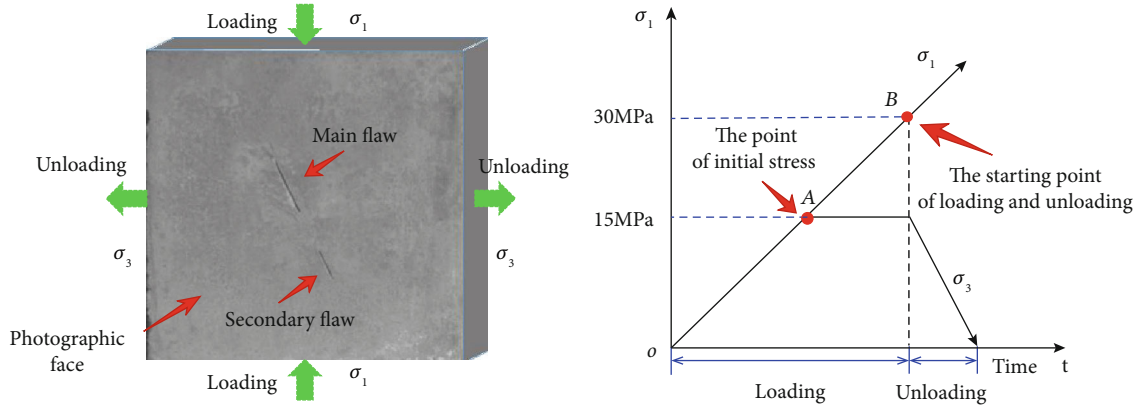 Loading
σ1
Main flaw
Unloading
Unloading
σ3
σ3
Secondary flaw
Photographic
face
Loading
σ1
σ1
σ1
B
30MPa
The point
of initial stress
The starting point
of loading and unloading
A
15MPa
σ3
o
Time
t
Loading
Unloading